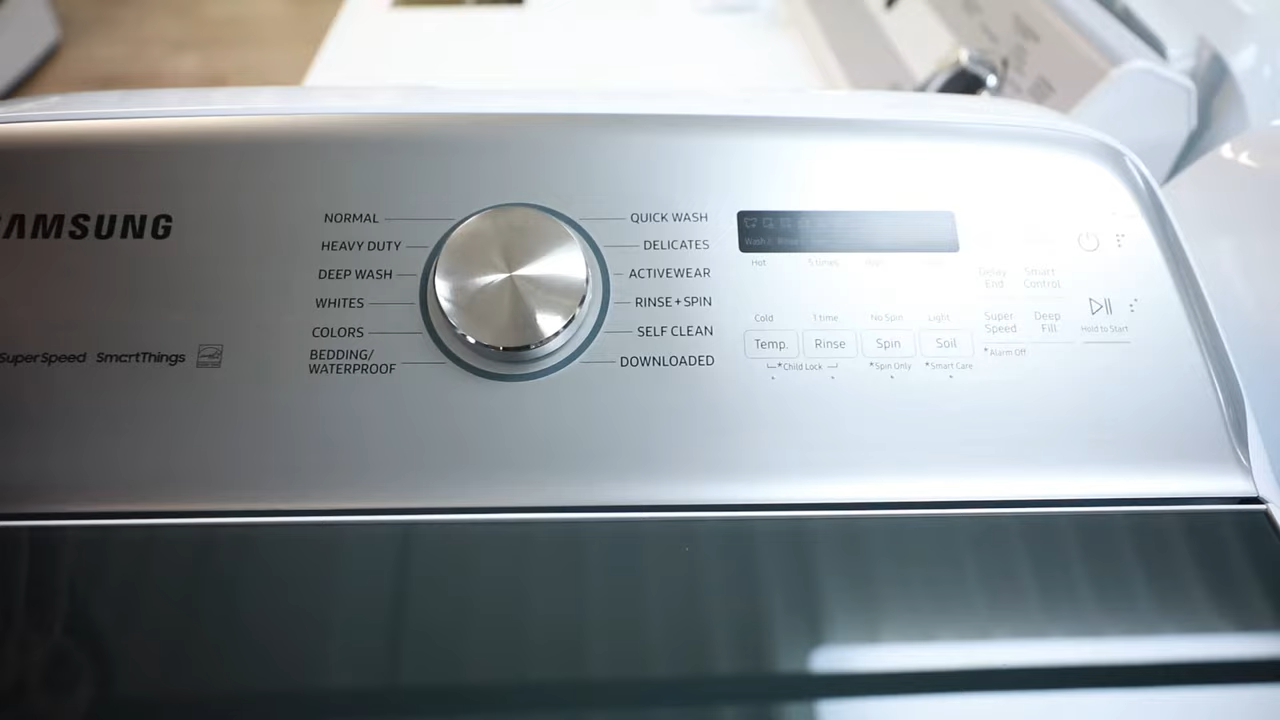 SAMSUNG
SuperSpeed SmartThings
NORMAL
HEAVY DUTY
DEEP WASH
WHITES
COLORS
BEDDING/
WATERPROOF
QUICK WASH
DELICATES
ACTIVEWEAR
RINSE + SPIN
SELF CLEAN
DOWNLOADED
Hot 5 times
Cold 1 time No Spin Light
Temp. Rinse Spin Soil
*Child Lock *Spin Only *Smart Care
Delay
End
Smart
Control
Super
Speed
Deep
Fill
*Alarm Off
Hold to Start